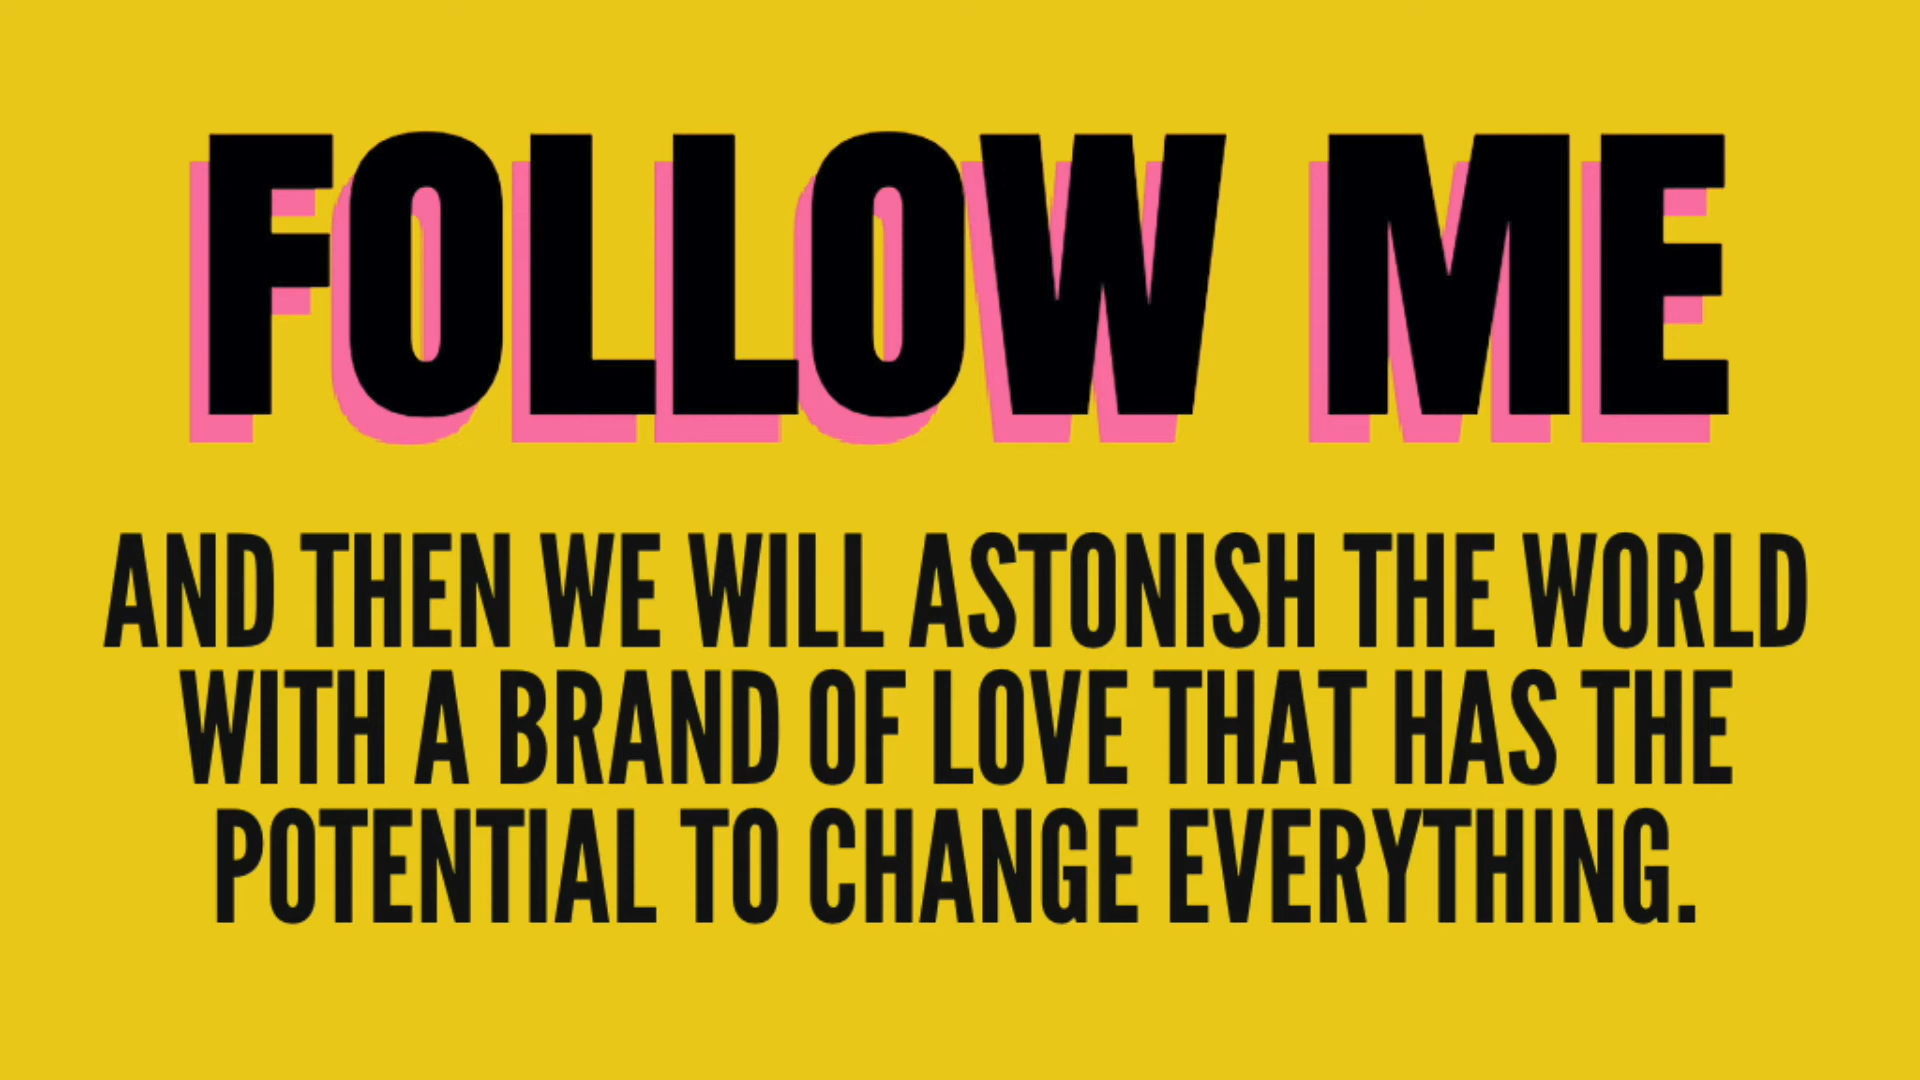 FOLLOW ME
AND THEN WE WILL ASTONISH THE WORLD
WITH A BRAND OF LOVE THAT HAS THE
POTENTIAL TO CHANGE EVERYTHING.